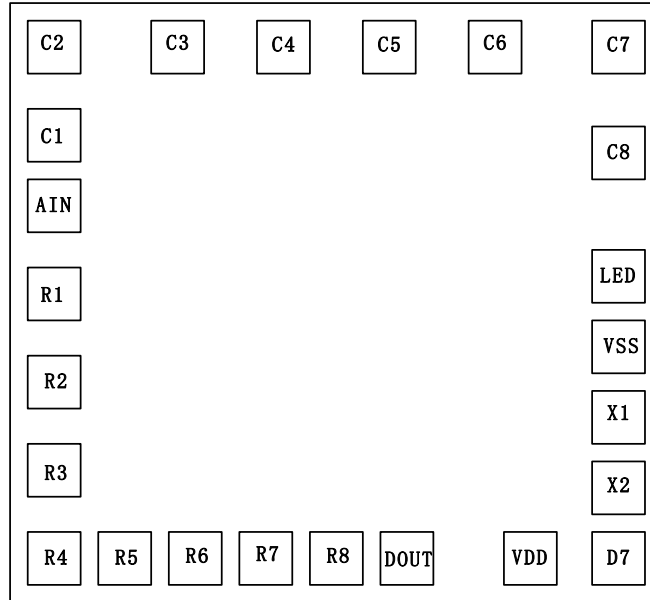 C2 C3 C4 C5 C6 C7
C1
C8
AIN
LED
R1
VSS
R2
X1
R3
X2
R4 R5 R6 R7 R8 DOUT VDD D7